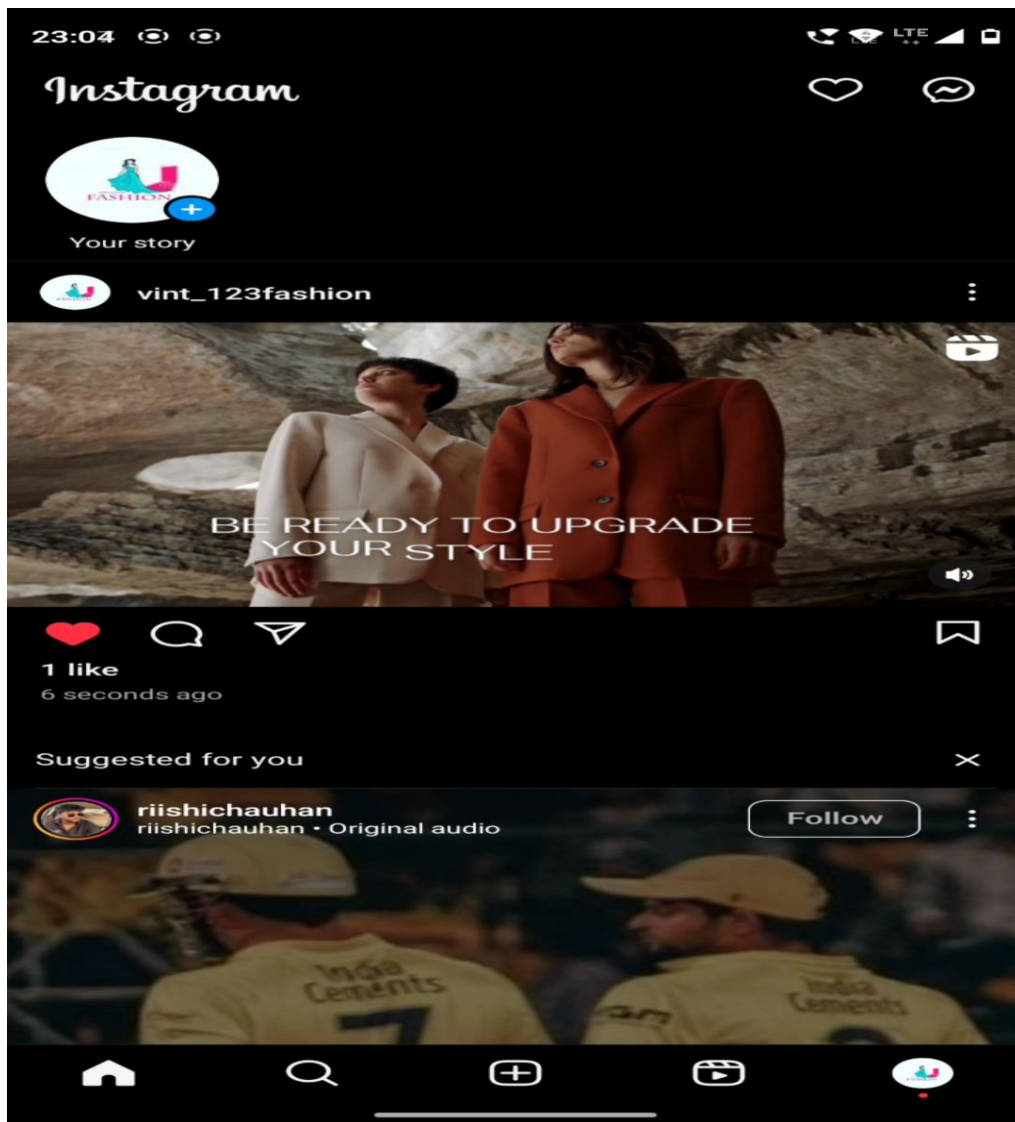 23:04
LTE
Instagram
FASHION
Your story
vint_123fashion
BE READY TO UPGRADE
YOUR STYLE
1 like
6 seconds ago
Suggested for you
riishichauhan
riishichauhan • Original audio
Follow
India
Cements
7
India
Cements